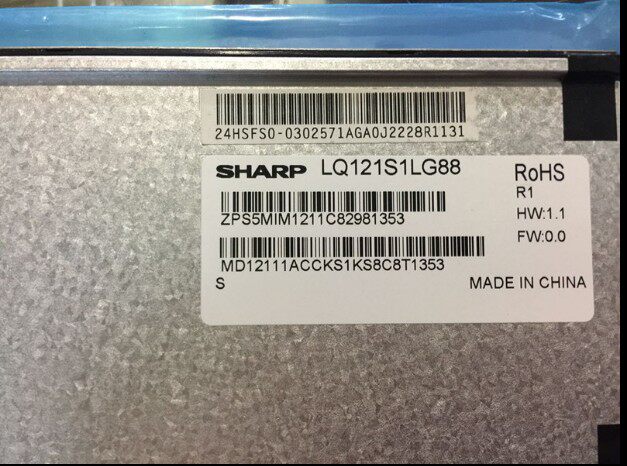 24HSFS0-0302571AGA0J2228R1131
SHARP LQ121S1LG88
RoHS
R1
ZPS5MIM1211C82981353
HW:1.1
FW:0.0
MD12111ACCKS1KS8C8T1353
S
MADE IN CHINA